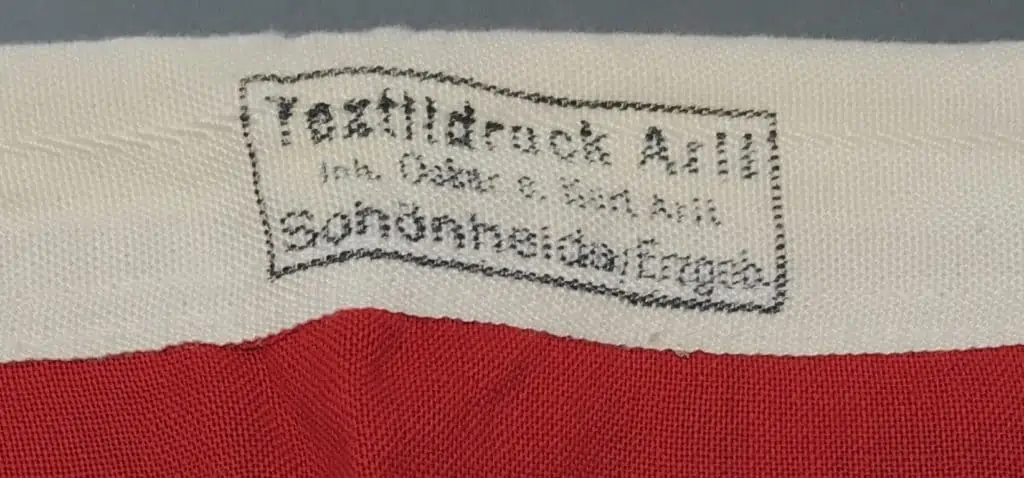 Textildruck Arlt
Inh. Oskar e. Kurt Arlt
Schönheide/Erzgeb.